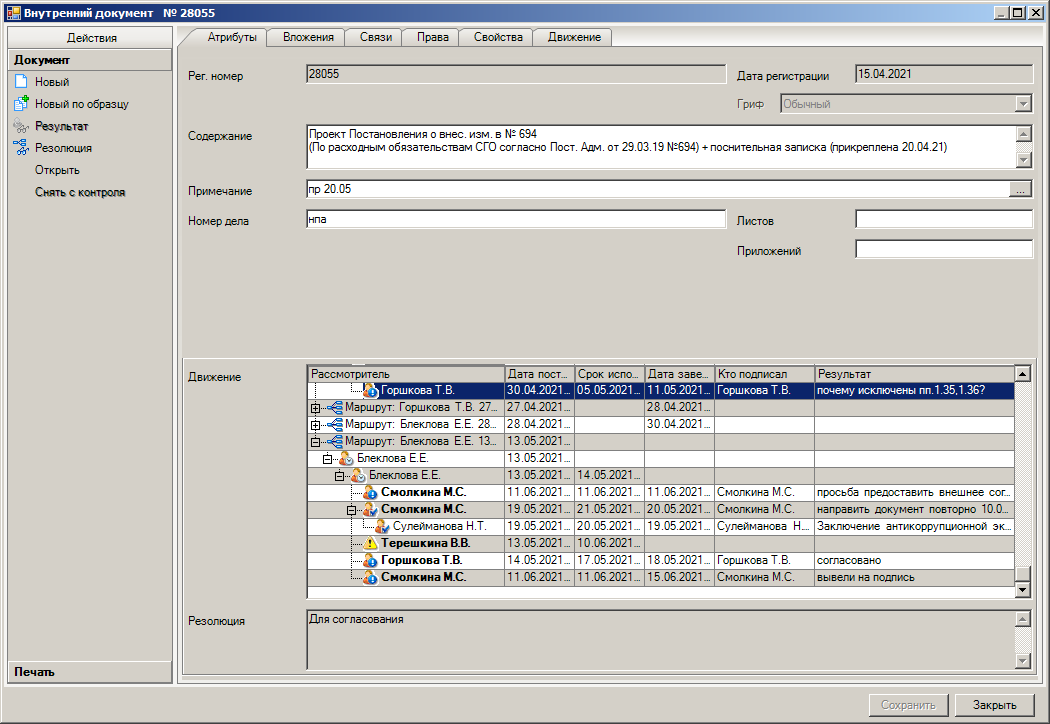 Внутренний документ № 28055
Действия
Документ
Новый
Новый по образцу
Результат
Резолюция
Открыть
Снять с контроля
Печать
Атрибуты Вложения Связи Права Свойства Движение
Рег. номер 28055 Дата регистрации 15.04.2021
Гриф Обычный
Содержание Проект Постановления о внес. изм. в № 694
(По расходным обязательствам СГО согласно Пост. Адм. от 29.03.19 №694) + поснительная записка (прикреплена 20.04.21)
Примечание пр 20.05 ...
Номер дела нпа Листов
Приложений
Движение
Рассмотритель Дата пост... Срок испо... Дата заве... Кто подписал Результат
Горшкова Т.В. 30.04.2021... 05.05.2021... 11.05.2021... Горшкова Т.В. почему исключены пп.1.35,1.36?
Маршрут: Горшкова Т.В. 27... 27.04.2021... 28.04.2021...
Маршрут: Блеклова Е.Е. 28... 28.04.2021... 30.04.2021...
Маршрут: Блеклова Е.Е. 13... 13.05.2021...
Блеклова Е.Е. 13.05.2021...
Блеклова Е.Е. 13.05.2021... 14.05.2021...
Смолкина М.С. 11.06.2021... 11.06.2021... 11.06.2021... Смолкина М.С. просьба предоставить внешнее сог...
Смолкина М.С. 19.05.2021... 21.05.2021... 20.05.2021... Смолкина М.С. направить документ повторно 10.0...
Сулейманова Н.Т. 19.05.2021... 20.05.2021... 19.05.2021... Сулейманова Н... Заключение антикоррупционной эк...
Терешкина В.В. 13.05.2021... 10.06.2021...
Горшкова Т.В. 14.05.2021... 17.05.2021... 18.05.2021... Горшкова Т.В. согласовано
Смолкина М.С. 11.06.2021... 11.06.2021... 15.06.2021... Смолкина М.С. вывели на подпись
Резолюция Для согласования
Сохранить Закрыть